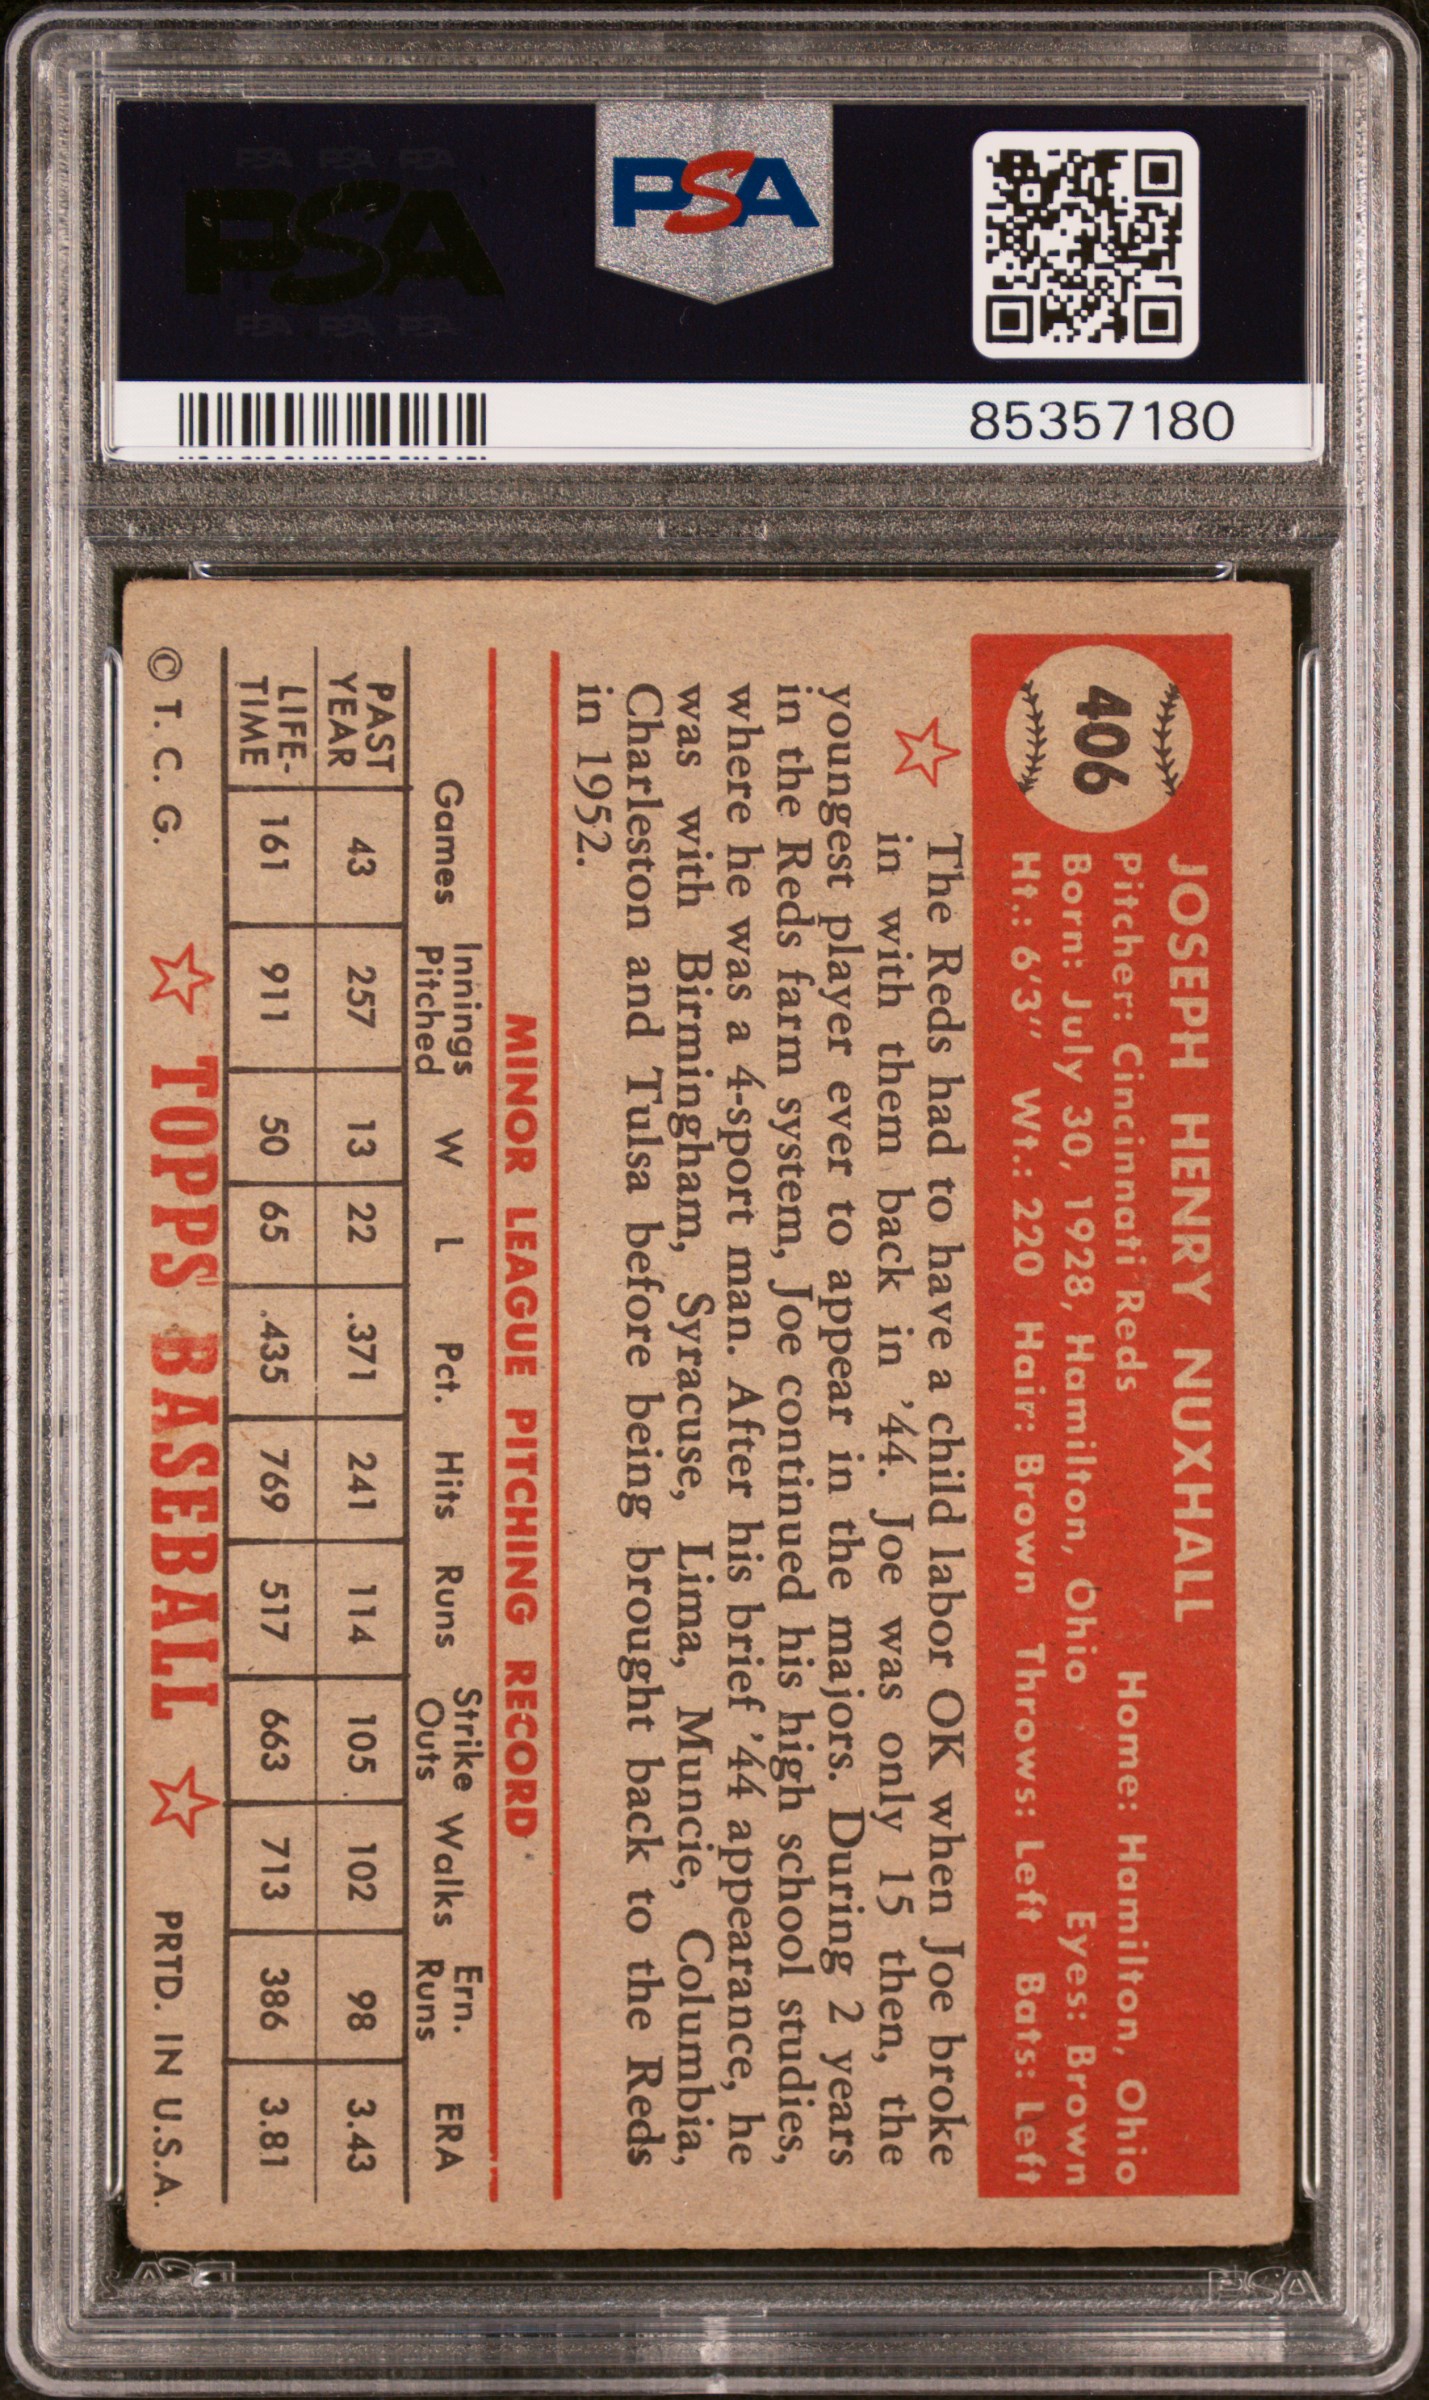 PSA PSA PSA
PSA
PSA PSA PSA
PSA
85357180
406
JOSEPH HENRY NUXHALL
Pitcher: Cincinnati Reds Home: Hamilton, Ohio
Born: July 30, 1928, Hamilton, Ohio Eyes: Brown
Ht.: 6'3" Wt.: 220 Hair: Brown Throws: Left Bats: Left
The Reds had to have a child labor OK when Joe broke
in with them back in '44. Joe was only 15 then, the
youngest player ever to appear in the majors. During 2 years
in the Reds farm system, Joe continued his high school studies,
where he was a 4-sport man. After his brief '44 appearance, he
was with Birmingham, Syracuse, Lima, Muncie, Columbia,
Charleston and Tulsa before being brought back to the Reds
in 1952.
MINOR LEAGUE PITCHING RECORD
Games Innings Pitched W L Pct. Hits Runs Strike Outs Walks Ern. Runs ERA
PAST YEAR 43 257 13 22 .371 241 114 105 102 98 3.43
LIFE-TIME 161 911 50 65 .435 769 517 663 713 386 3.81
© T. C. G. TOPPS BASEBALL PRTD. IN U.S.A.
PSA
PSA